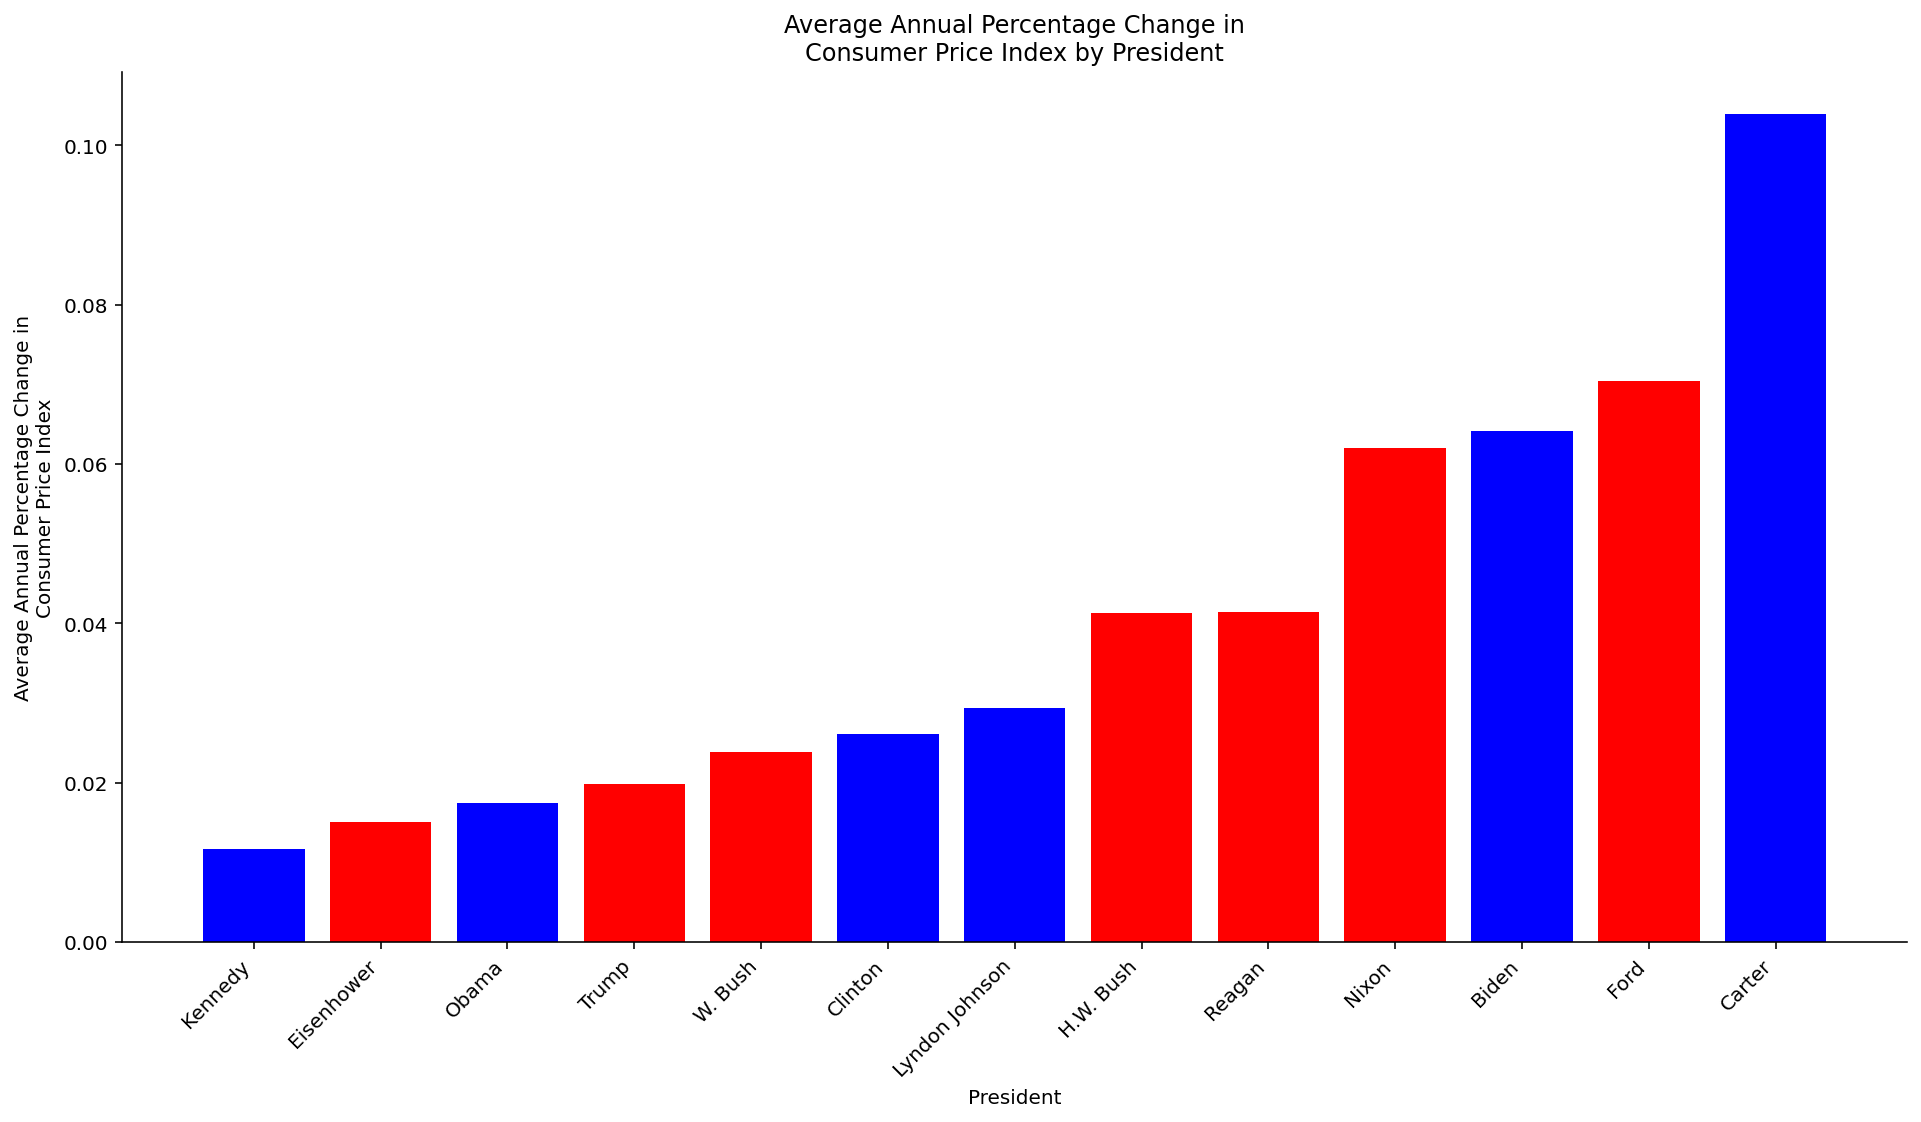 Average Annual Percentage Change in
Consumer Price Index by President
Average Annual Percentage Change in
Consumer Price Index
0.10
0.08
0.06
0.04
0.02
0.00
Kennedy
Eisenhower
Obama
Trump
W. Bush
Clinton
Lyndon Johnson
H.W. Bush
Reagan
Nixon
Biden
Ford
Carter
President